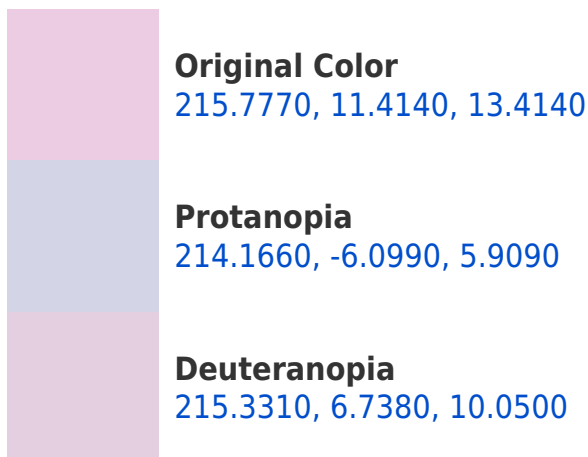 Original Color
215.7770, 11.4140, 13.4140
Protanopia
214.1660, -6.0990, 5.9090
Deuteranopia
215.3310, 6.7380, 10.0500